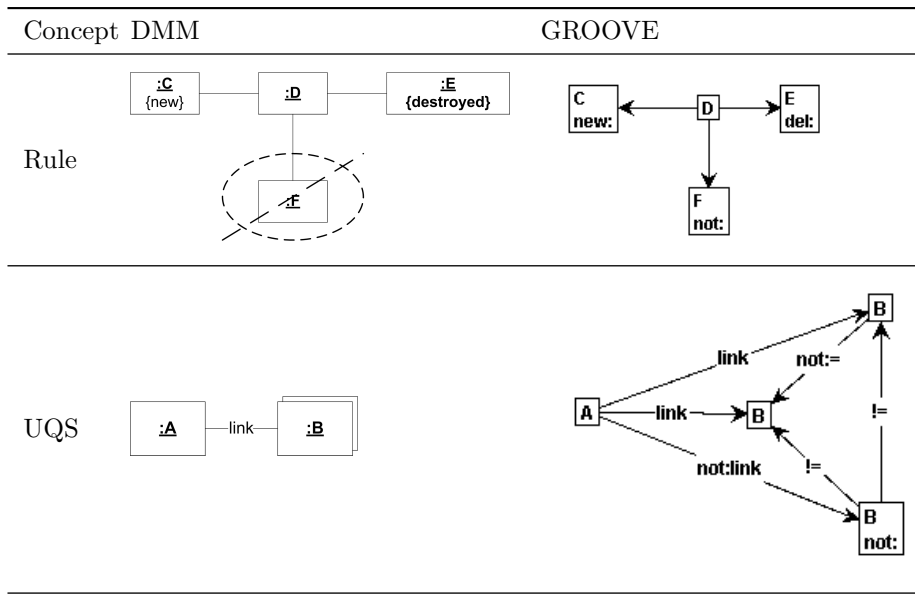 Concept DMM GROOVE
Rule
:C
{new}
:D
:E
{destroyed}
:F
C
new:
D
E
del:
F
not:
UQS
:A
link
:B
B
link
not:=
A
link
B
!=
not:link
!=
B
not: